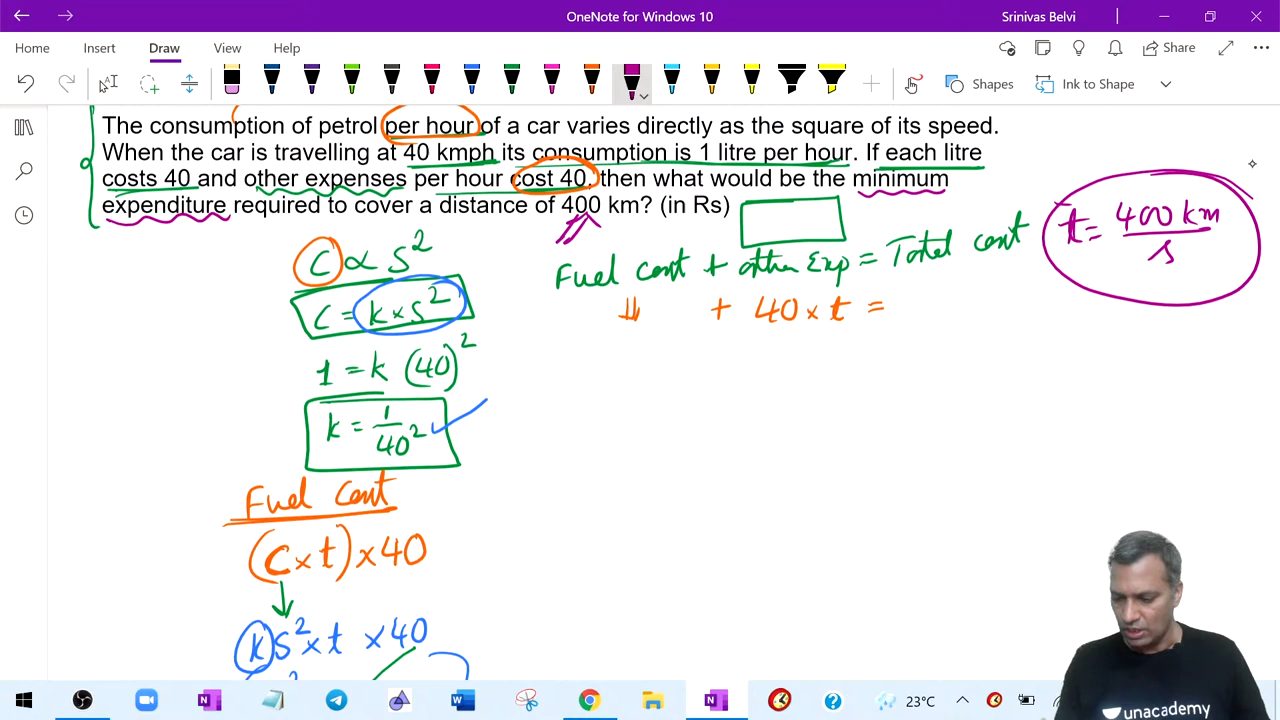 OneNote for Windows 10
Srinivas Belvi
Home Insert Draw View Help
Share
Shapes
Ink to Shape
The consumption of petrol per hour of a car varies directly as the square of its speed.
When the car is travelling at 40 kmph its consumption is 1 litre per hour. If each litre
costs 40 and other expenses per hour cost 40, then what would be the minimum
expenditure required to cover a distance of 400 km? (in Rs)
t = 400 km / s
C ∝ S²
Fuel cost + other Exp = Total cost
C = k × S²
⇓ + 40 × t =
1 = k (40)²
k = 1/40²
Fuel Cost
(C × t) × 40
kS² × t × 40
23°C
unacademy